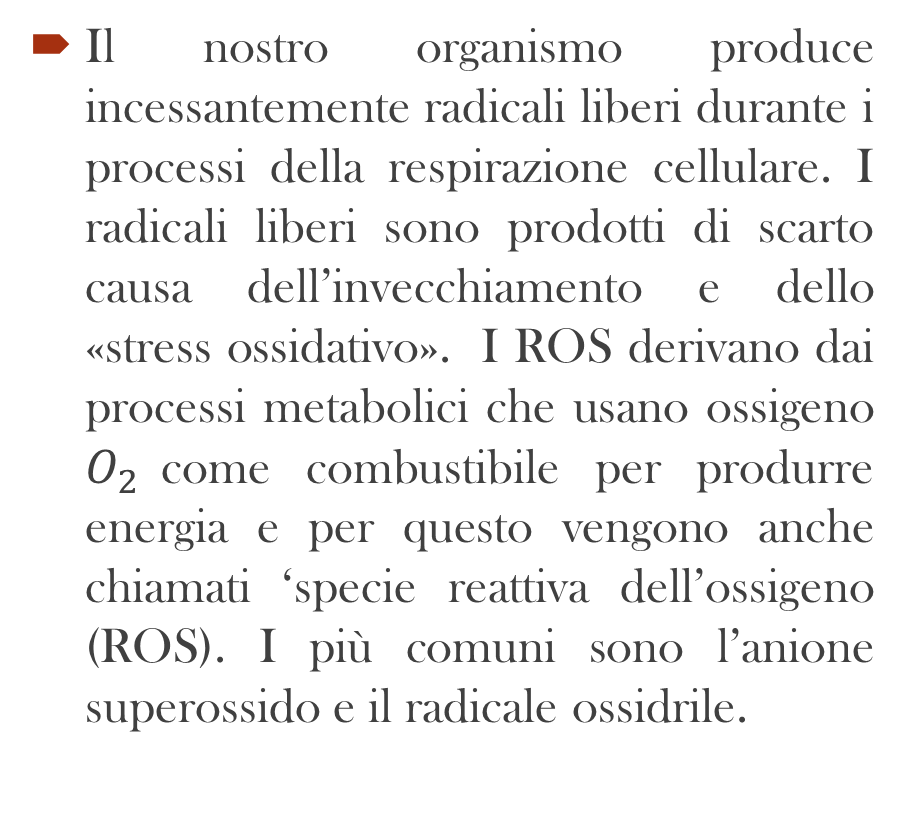 Il nostro organismo produce
incessantemente radicali liberi durante i
processi della respirazione cellulare. I
radicali liberi sono prodotti di scarto
causa dell’invecchiamento e dello
«stress ossidativo».  I ROS derivano dai
processi metabolici che usano ossigeno
O₂ come combustibile per produrre
energia e per questo vengono anche
chiamati ‘specie reattiva dell’ossigeno
(ROS). I più comuni sono l’anione
superossido e il radicale ossidrile.